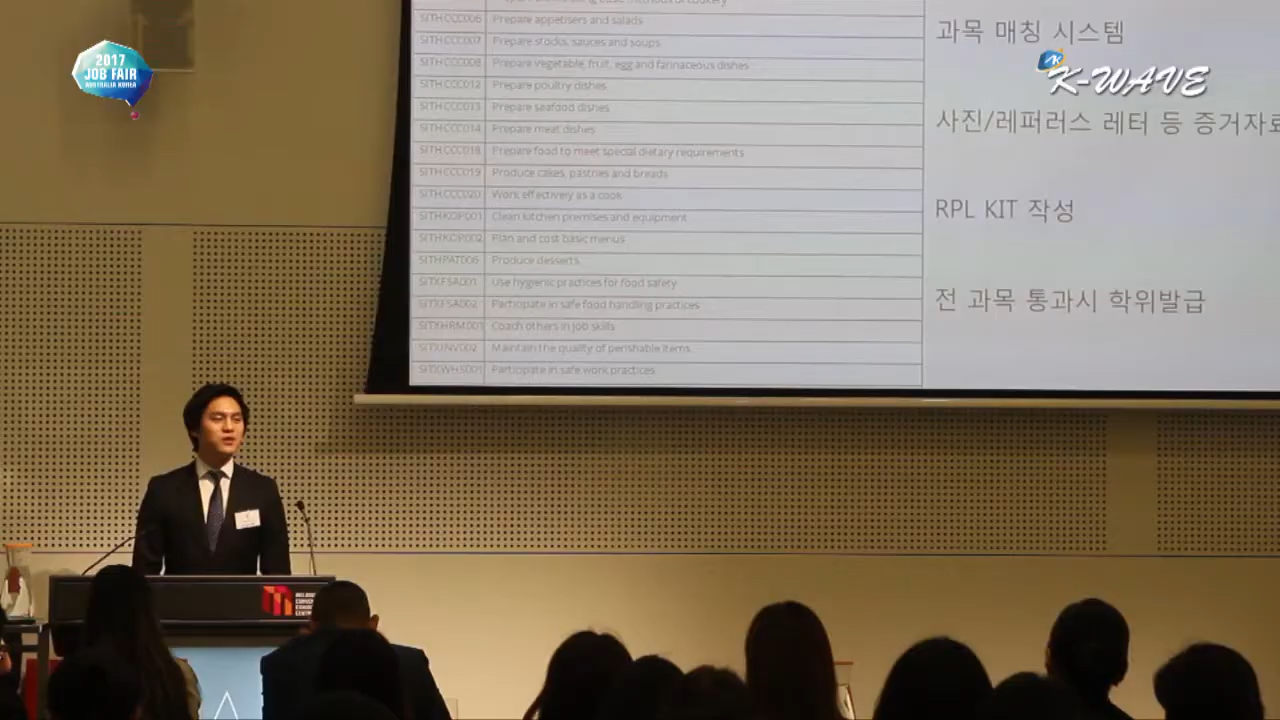 2017
JOB FAIR
AUSTRALIA KOREA
K-WAVE
SITHCCC006 Prepare appetisers and salads
SITHCCC007 Prepare stocks, sauces and soups
SITHCCC008 Prepare vegetable, fruit, egg and farinaceous dishes
SITHCCC012 Prepare poultry dishes
SITHCCC013 Prepare seafood dishes
SITHCCC014 Prepare meat dishes
SITHCCC018 Prepare food to meet special dietary requirements
SITHCCC019 Produce cakes, pastries and breads
SITHCCC020 Work effectively as a cook
SITHKOP001 Clean kitchen premises and equipment
SITHKOP002 Plan and cost basic menus
SITHPAT006 Produce desserts
SITXFSA001 Use hygienic practices for food safety
SITXFSA002 Participate in safe food handling practices
SITXHRM001 Coach others in job skills
SITXINV002 Maintain the quality of perishable items
SITXWHS001 Participate in safe work practices
과목 매칭 시스템
사진/레퍼러스 레터 등 증거자료
RPL KIT 작성
전 과목 통과시 학위발급